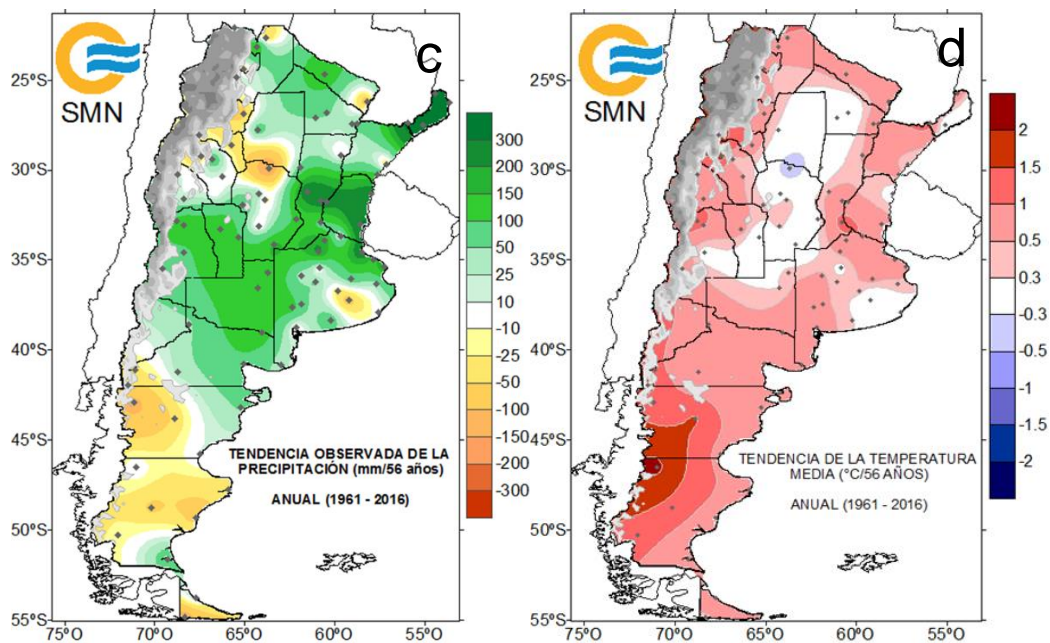 c
d
SMN
SMN
25°S
30°S
35°S
40°S
45°S
50°S
55°S
75°O
70°O
65°O
60°O
55°O
300
200
150
100
50
25
10
-10
-25
-50
-100
-150
-200
-300
TENDENCIA OBSERVADA DE LA
PRECIPITACIÓN (mm/56 años)
ANUAL (1961 - 2016)
25°S
30°S
35°S
40°S
45°S
50°S
55°S
75°O
70°O
65°O
60°O
55°O
2
1.5
1
0.5
0.3
-0.3
-0.5
-1
-1.5
-2
TENDENCIA DE LA TEMPERATURA
MEDIA (°C/56 AÑOS)
ANUAL (1961 - 2016)